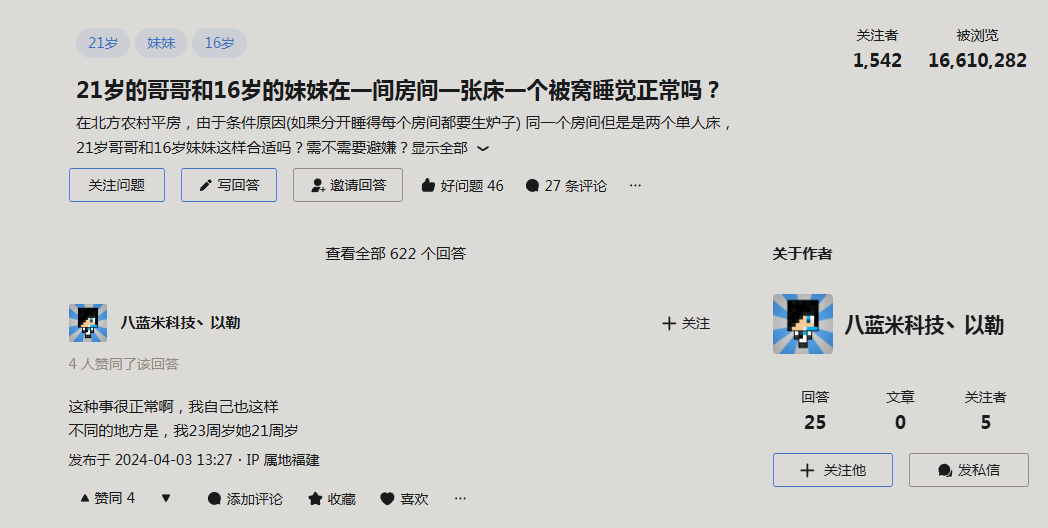 21岁 妹妹 16岁
关注者 被浏览
1,542 16,610,282
21岁的哥哥和16岁的妹妹在一间房间一张床一个被窝睡觉正常吗？
在北方农村平房，由于条件原因(如果分开睡得每个房间都要生炉子) 同一个房间但是是两个单人床，
21岁哥哥和16岁妹妹这样合适吗？需不需要避嫌？显示全部
关注问题 写回答 邀请回答 好问题 46 27 条评论 ···
查看全部 622 个回答
关于作者
八蓝米科技丶以勒
+ 关注
八蓝米科技丶以勒
4 人赞同了该回答
回答 文章 关注者
25 0 5
这种事很正常啊，我自己也这样
不同的地方是，我23周岁她21周岁
发布于 2024-04-03 13:27 · IP 属地福建
+ 关注他 发私信
赞同 4 添加评论 收藏 喜欢 ···